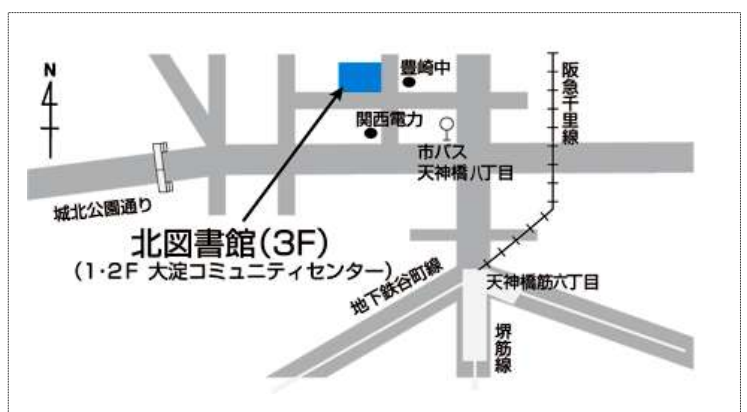 N
豊崎中
関西電力
市バス
天神橋八丁目
阪急千里線
城北公園通り
北図書館(3F)
(1・2F 大淀コミュニティセンター)
地下鉄谷町線
天神橋筋六丁目
堺筋線